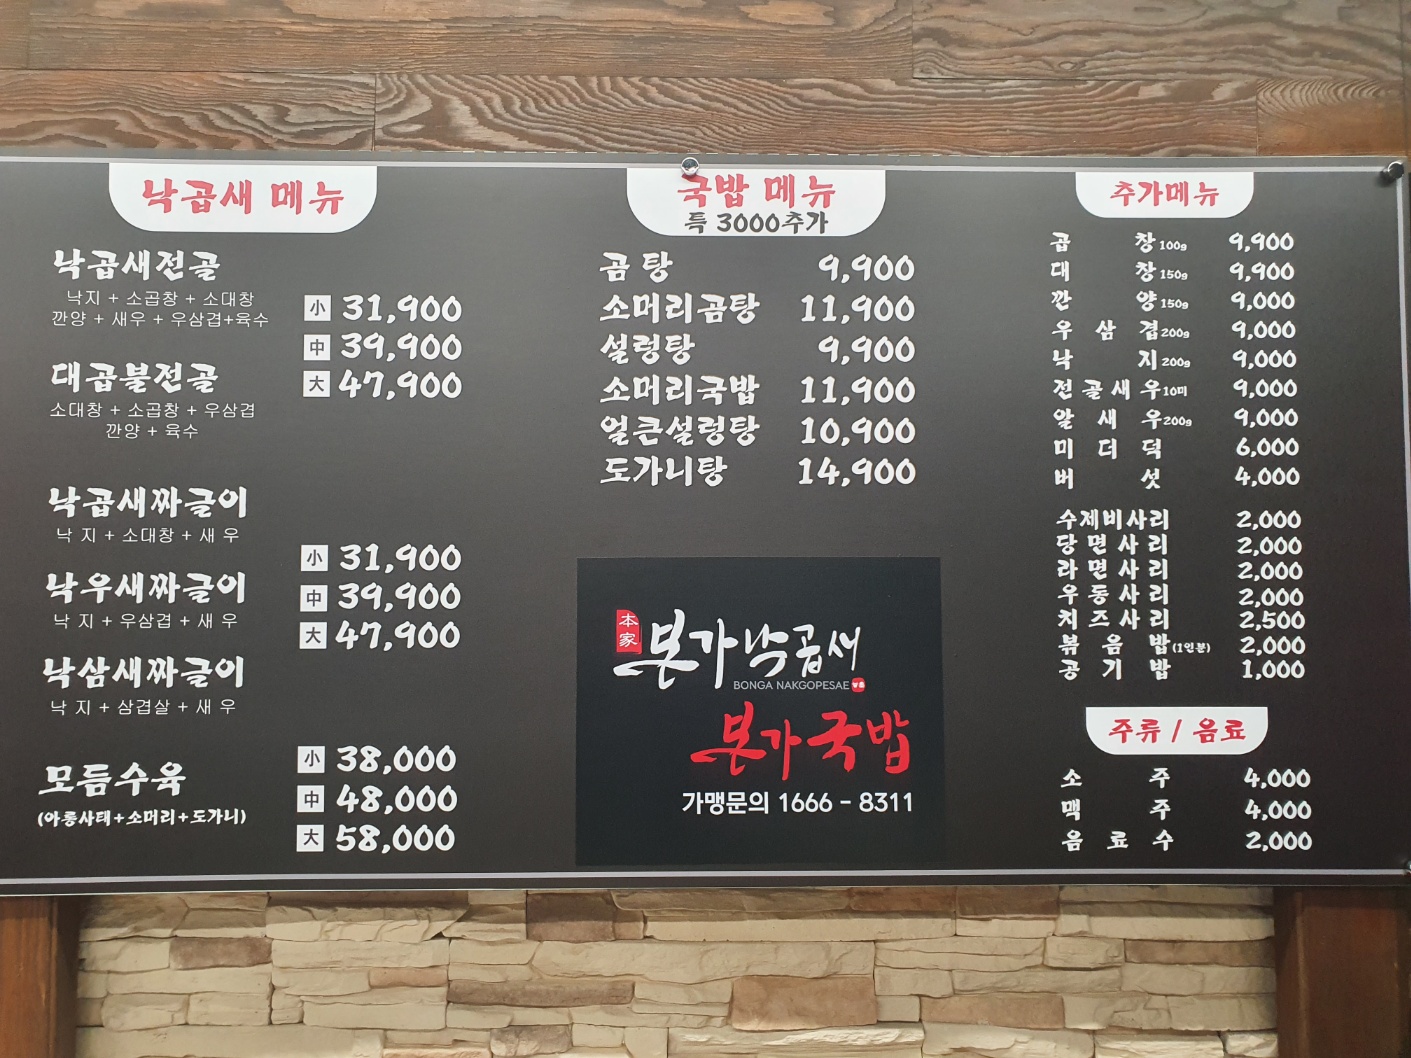 낙곱새 메뉴
낙곱새전골
낙지 + 소곱창 + 소대창
깐양 + 새우 + 우삼겹+육수
대곱불전골
소대창 + 소곱창 + 우삼겹
깐양 + 육수
小 31,900
中 39,900
大 47,900
낙곱새짜글이
낙 지 + 소대창 + 새 우
낙우새짜글이
낙 지 + 우삼겹 + 새 우
낙삼새짜글이
낙 지 + 삼겹살 + 새 우
小 31,900
中 39,900
大 47,900
모듬수육
(아롱사태+소머리+도가니)
小 38,000
中 48,000
大 58,000
국밥 메뉴
특 3000추가
곰 탕 9,900
소머리곰탕 11,900
설렁탕 9,900
소머리국밥 11,900
얼큰설렁탕 10,900
도가니탕 14,900
本家
본가낙곱새
BONGA NAKGOPESAE
본가국밥
가맹문의 1666 - 8311
추가메뉴
곱 창 100g 9,900
대 창 150g 9,900
깐 양 150g 9,000
우 삼 겹 200g 9,000
낙 지 200g 9,000
전 골 새 우 10미 9,000
알 새 우 200g 9,000
미 더 덕 6,000
버 섯 4,000
수제비사리 2,000
당 면 사 리 2,000
라 면 사 리 2,000
우 동 사 리 2,000
치 즈 사 리 2,500
볶 음 밥 (1인분) 2,000
공 기 밥 1,000
주류 / 음료
소 주 4,000
맥 주 4,000
음 료 수 2,000